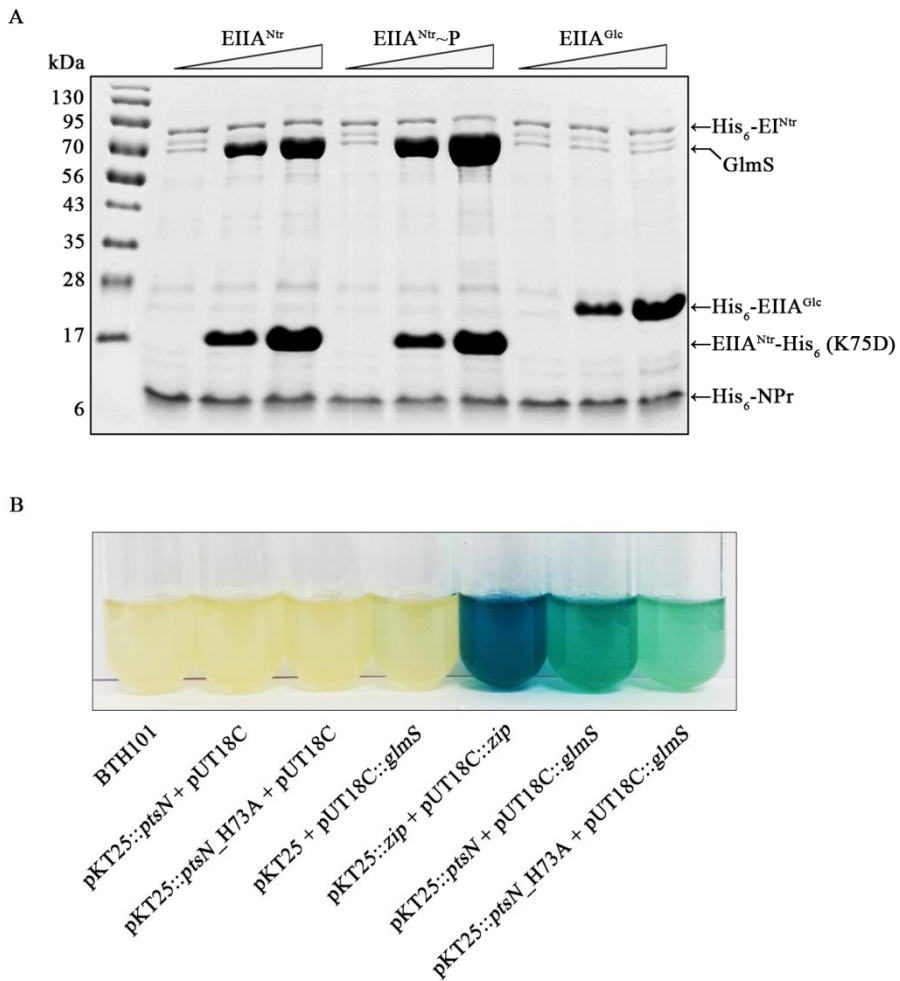 A
EIIA^Ntr EIIA^Ntr~P EIIA^Glc
kDa
130
95
70
56
43
35
28
17
6
←His₆-EI^Ntr
GlmS
←His₆-EIIA^Glc
←EIIA^Ntr-His₆ (K75D)
←His₆-NPr
B
BTH101
pKT25::ptsN + pUT18C
pKT25::ptsN_H73A + pUT18C
pKT25 + pUT18C::glmS
pKT25::zip + pUT18C::zip
pKT25::ptsN + pUT18C::glmS
pKT25::ptsN_H73A + pUT18C::glmS